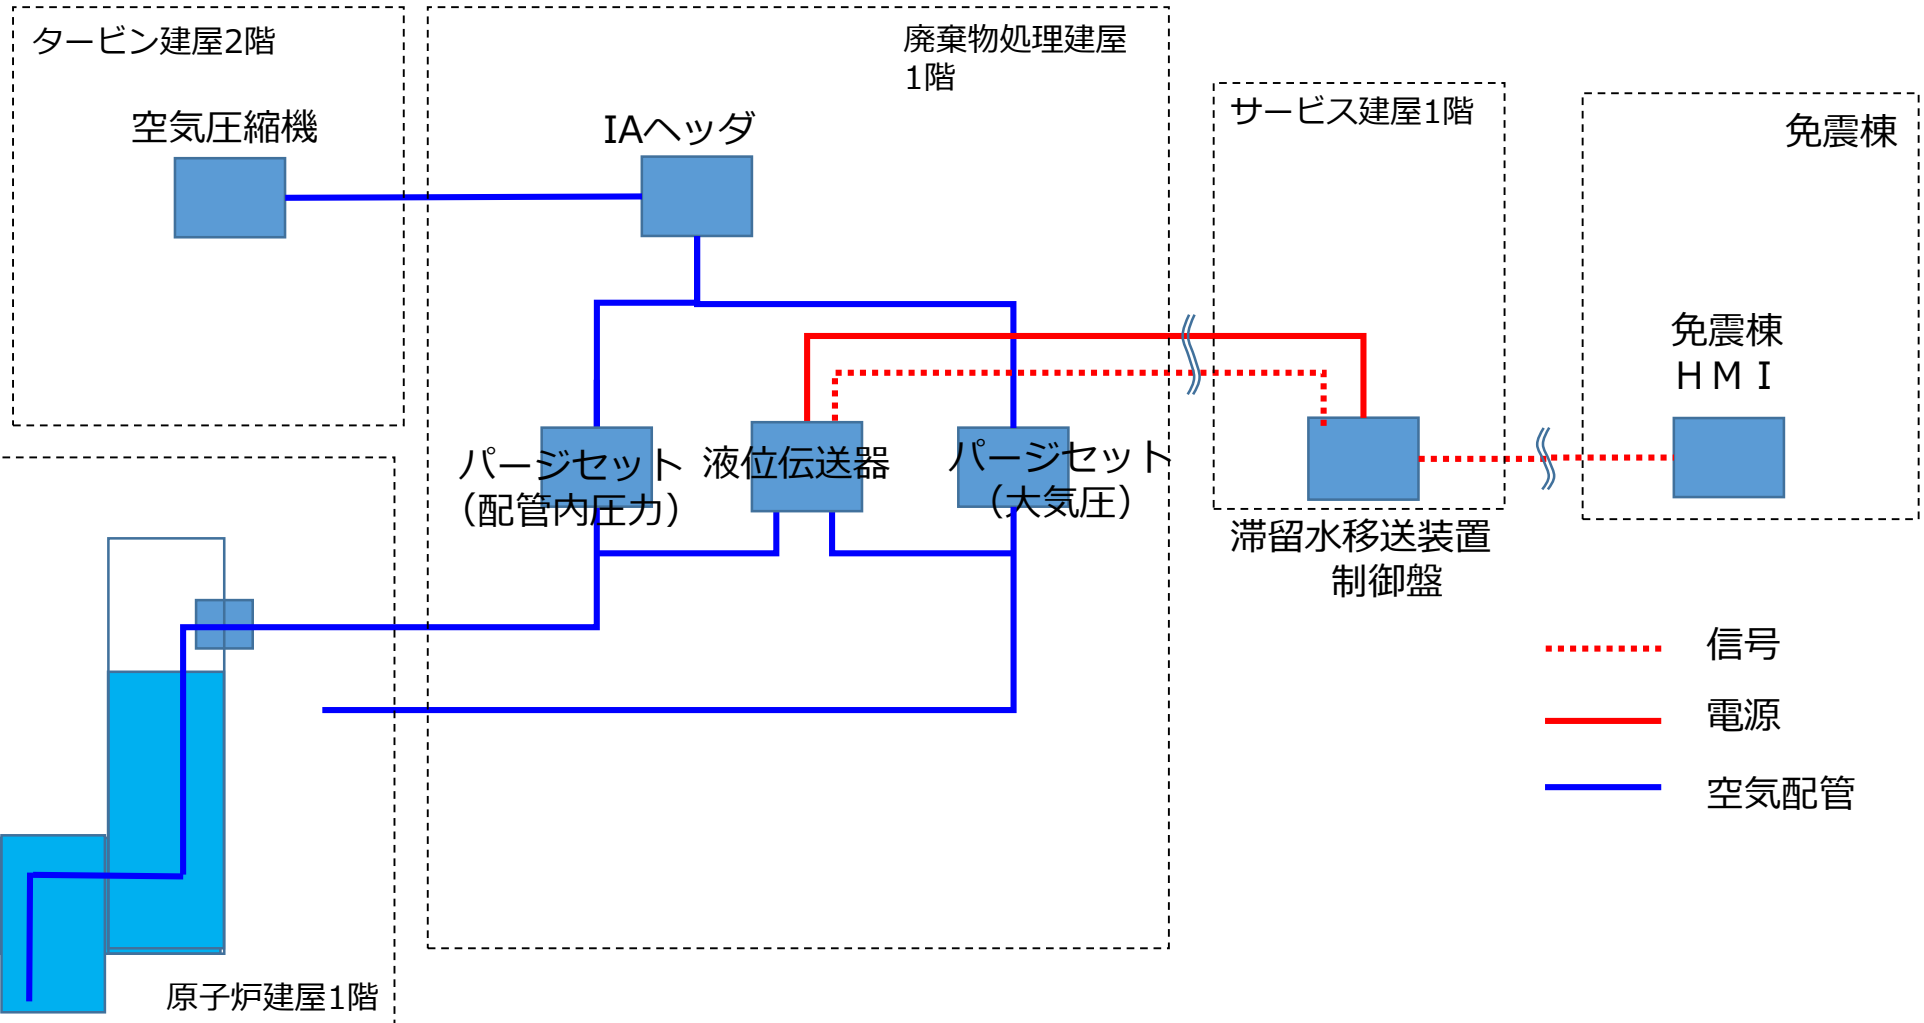 タービン建屋2階
廃棄物処理建屋
1階
サービス建屋1階
免震棟
空気圧縮機
IAヘッダ
免震棟
ＨＭＩ
パージセット
（配管内圧力）
液位伝送器
パージセット
（大気圧）
滞留水移送装置
制御盤
信号
電源
空気配管
原子炉建屋1階